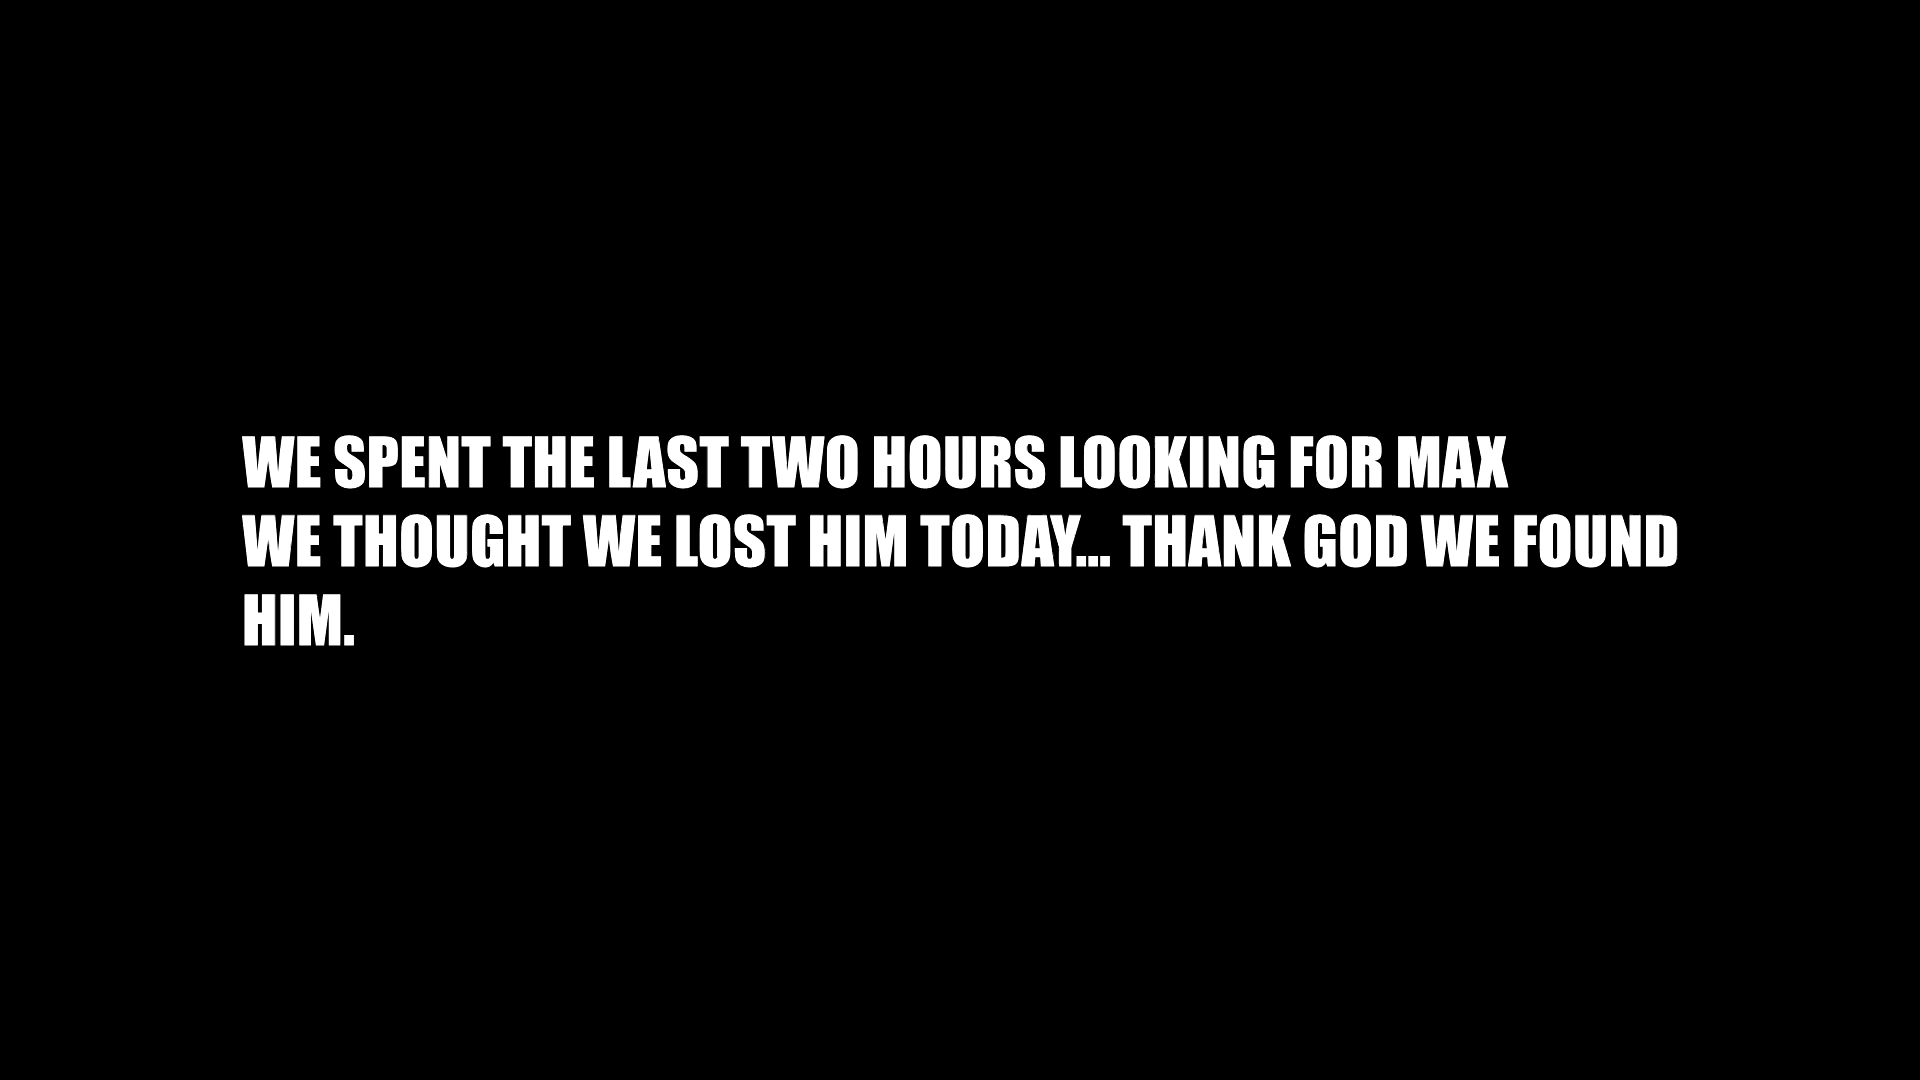 WE SPENT THE LAST TWO HOURS LOOKING FOR MAX
WE THOUGHT WE LOST HIM TODAY... THANK GOD WE FOUND
HIM.